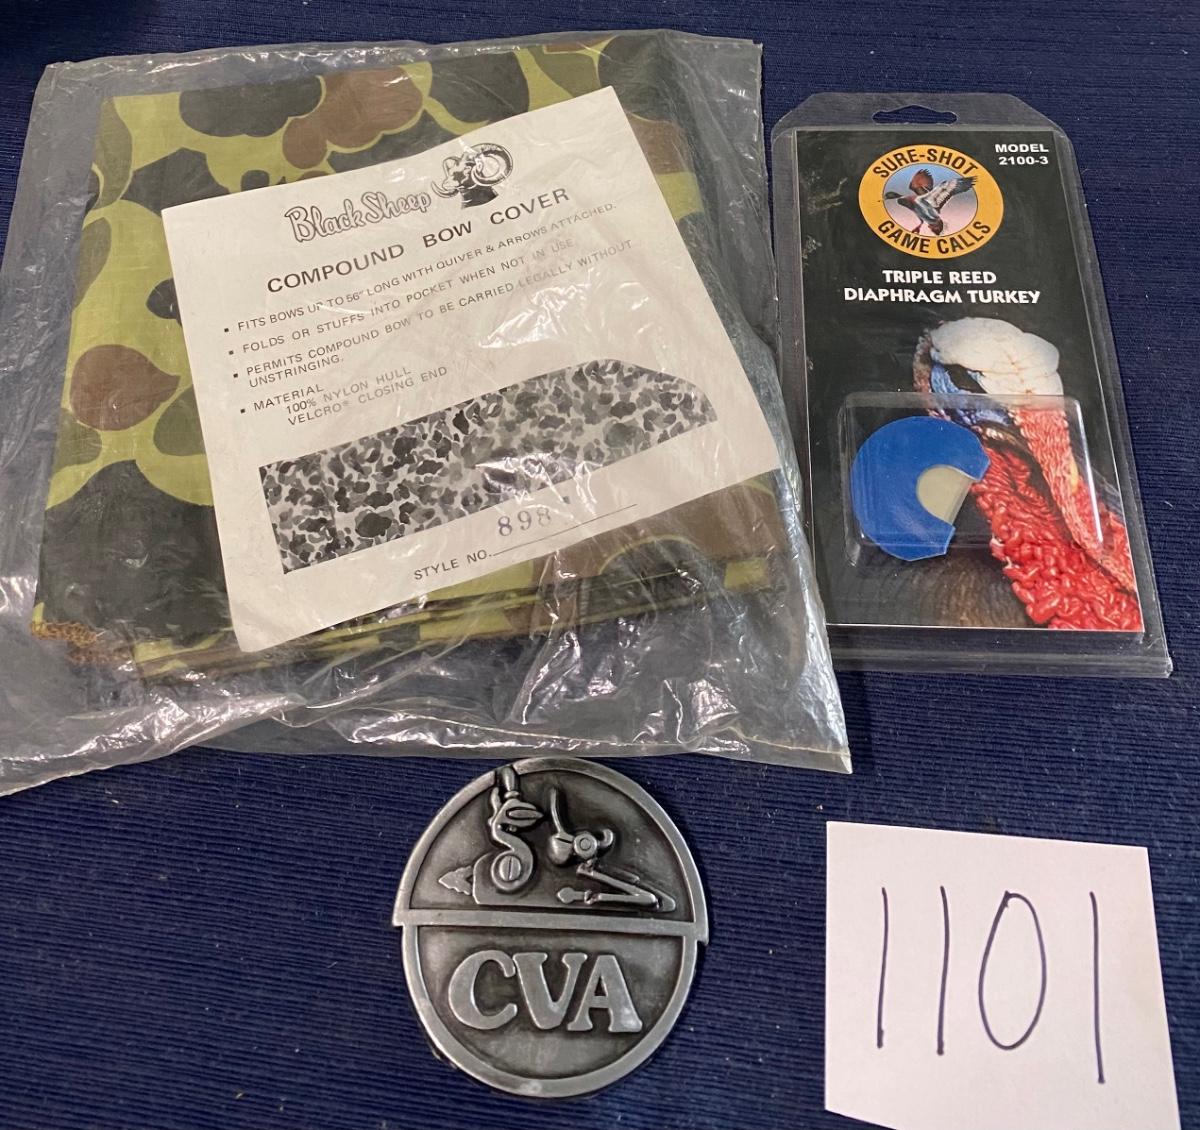 Black Sheep
COMPOUND BOW COVER
▪ FITS BOWS UP TO 56" LONG WITH QUIVER & ARROWS ATTACHED.
▪ FOLDS OR STUFFS INTO POCKET WHEN NOT IN USE
▪ PERMITS COMPOUND BOW TO BE CARRIED LEGALLY WITHOUT
UNSTRINGING.
▪ MATERIAL
100% NYLON HULL
VELCRO® CLOSING END
898
STYLE NO.
SURE-SHOT
GAME CALLS
MODEL
2100-3
TRIPLE REED
DIAPHRAGM TURKEY
CVA
1101